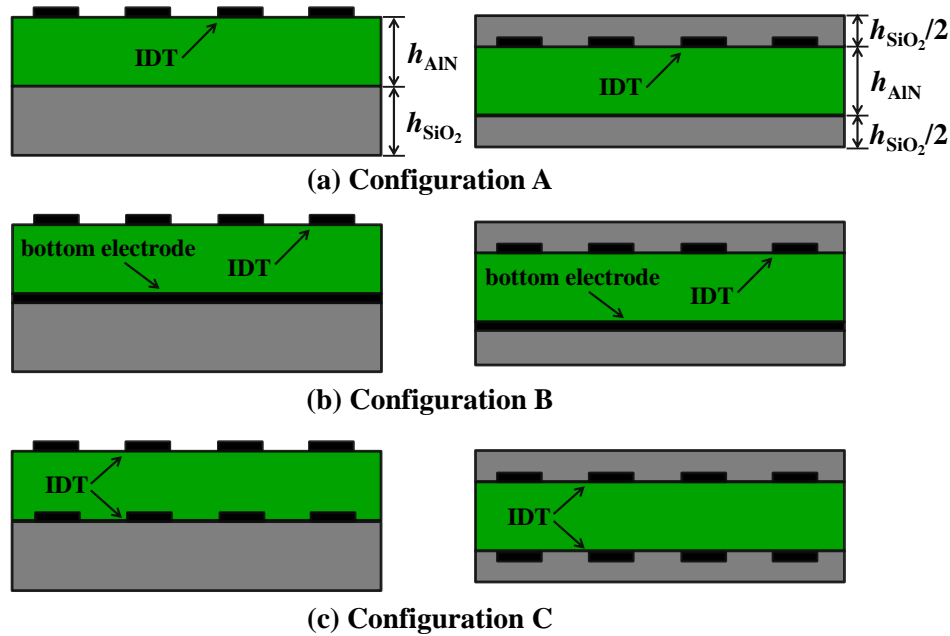 IDT
h_AlN
h_SiO₂
h_SiO₂/2
IDT
h_AlN
h_SiO₂/2
(a) Configuration A
bottom electrode
IDT
bottom electrode
IDT
(b) Configuration B
IDT
IDT
(c) Configuration C